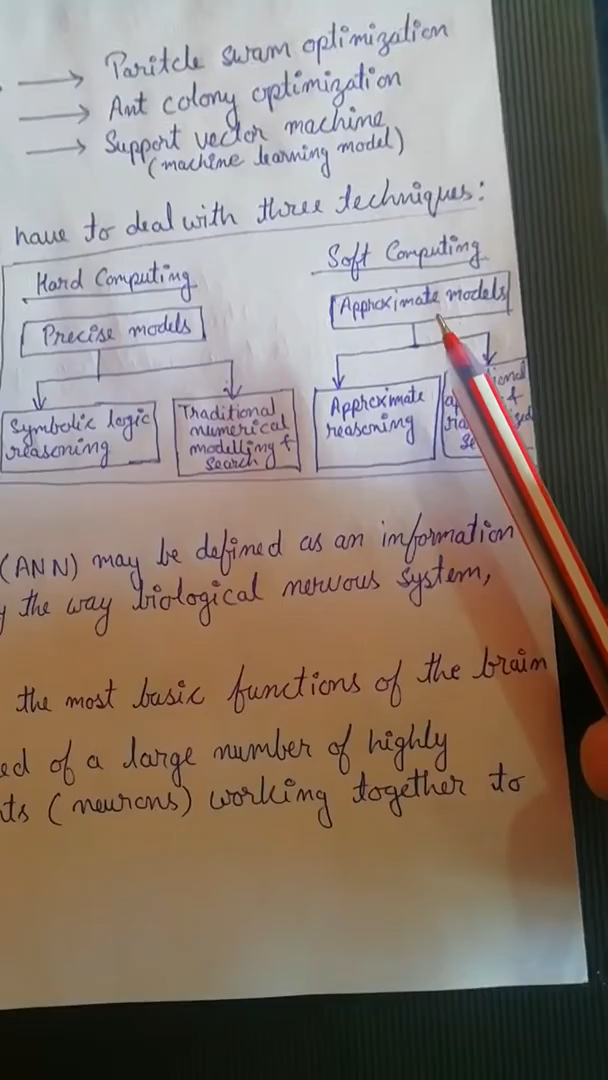 Paritcle swam optimization
Ant colony optimization
Support vector machine
(machine learning model)
have to deal with three techniques:
Hard Computing
Precise models
Symbolic logic
reasoning
Traditional
numerical
modelling &
search
Soft Computing
Approximate models
Approximate
reasoning
(ANN) may be defined as an information
the way biological nervous system,
the most basic functions of the brain
ed of a large number of highly
ts (neurons) working together to